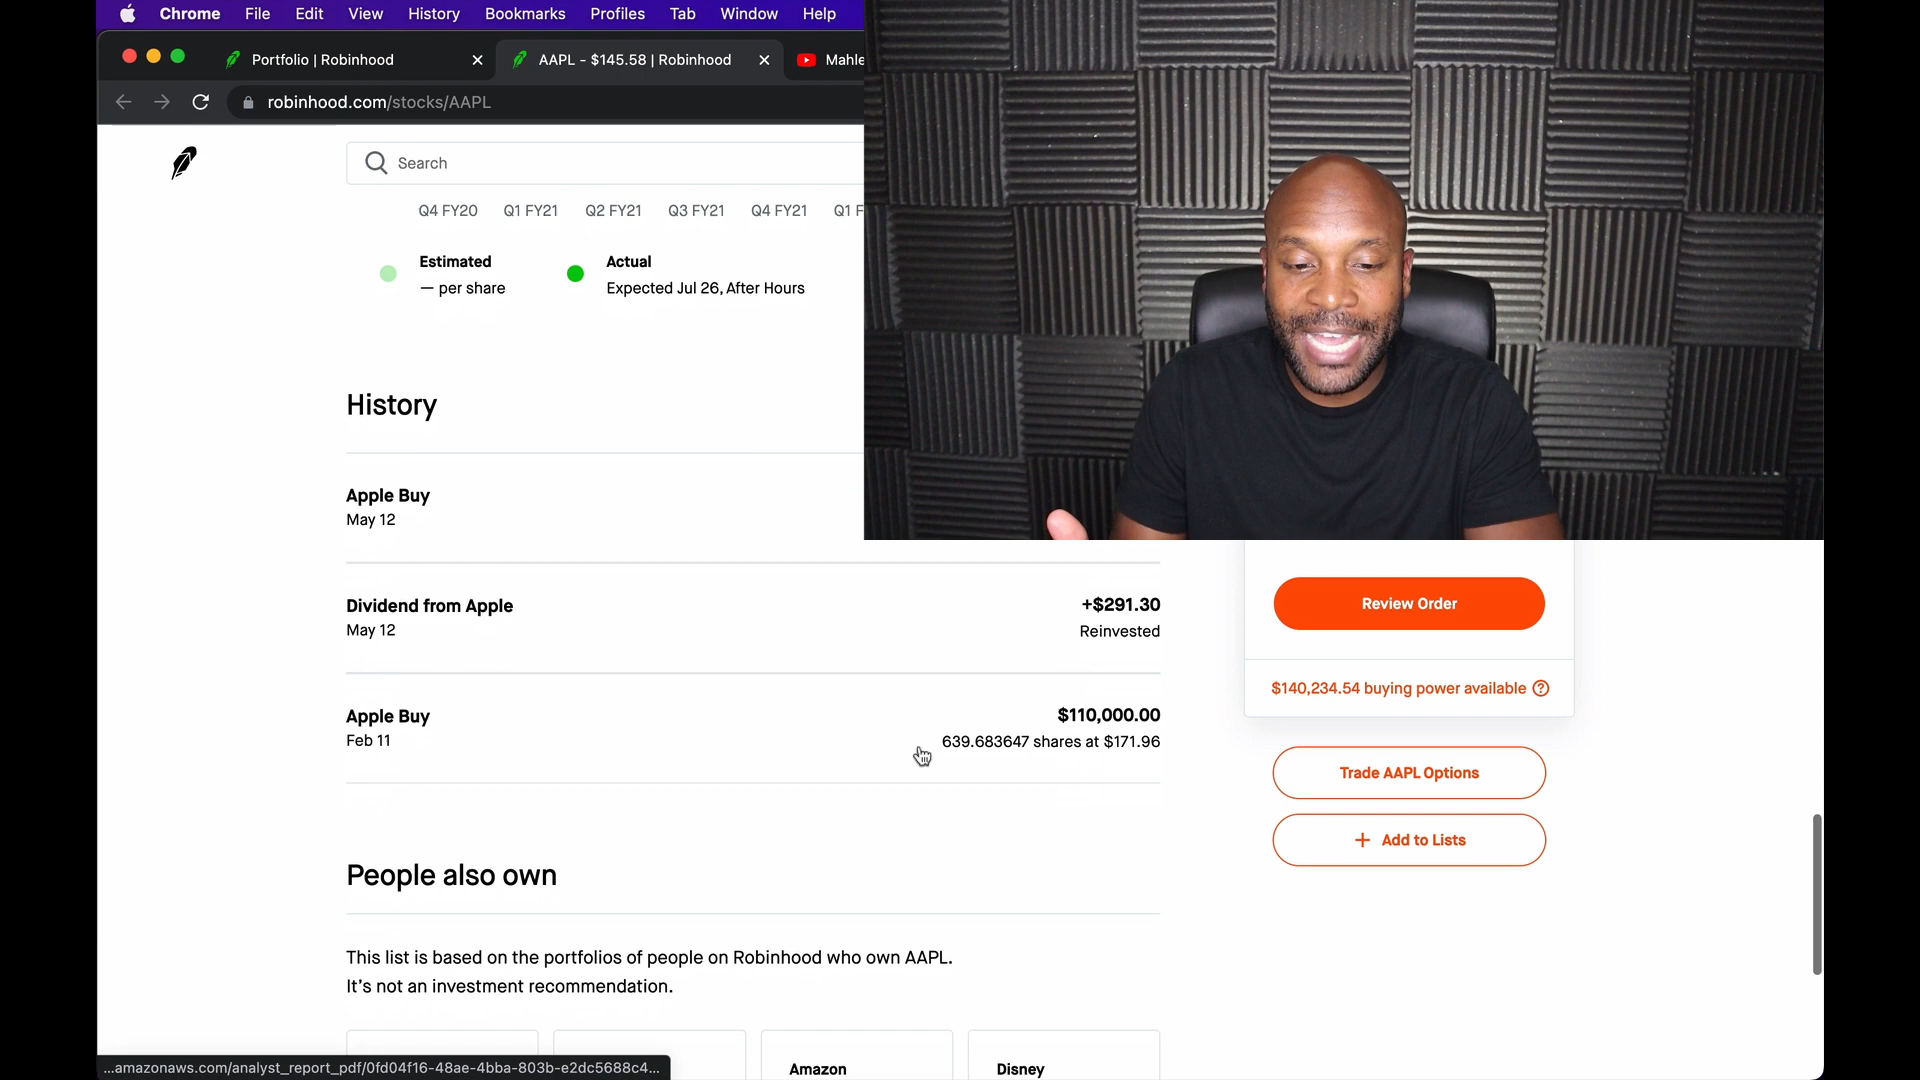 Chrome File Edit View History Bookmarks Profiles Tab Window Help
Portfolio | Robinhood
AAPL - $145.58 | Robinhood
Mahle
robinhood.com/stocks/AAPL
Search
Q4 FY20 Q1 FY21 Q2 FY21 Q3 FY21 Q4 FY21 Q1 F
Estimated
— per share
Actual
Expected Jul 26, After Hours
History
Apple Buy
May 12
Dividend from Apple
May 12
+$291.30
Reinvested
Apple Buy
Feb 11
$110,000.00
639.683647 shares at $171.96
Review Order
$140,234.54 buying power available ?
Trade AAPL Options
+ Add to Lists
People also own
This list is based on the portfolios of people on Robinhood who own AAPL.
It's not an investment recommendation.
Amazon
Disney
...amazonaws.com/analyst_report_pdf/0fd04f16-48ae-4bba-803b-e2dc5688c4...